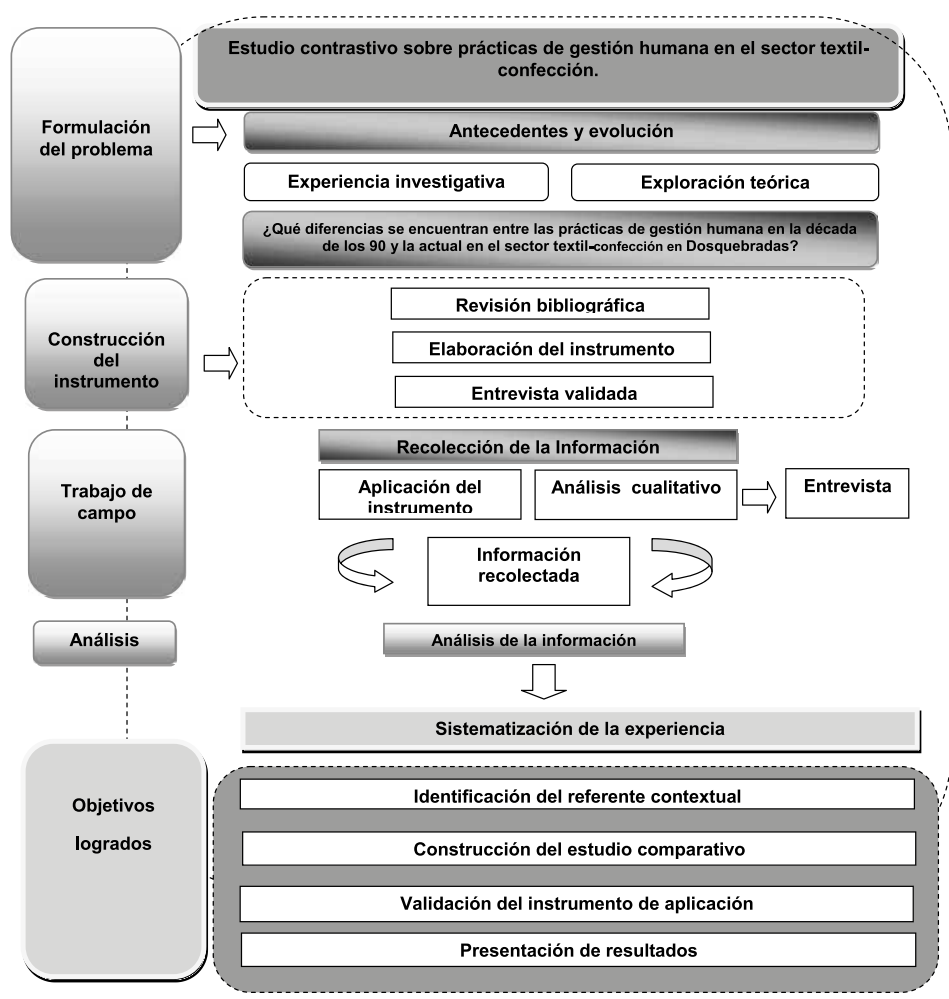 Estudio contrastivo sobre prácticas de gestión humana en el sector textil-
confección.
Formulación
del problema
Antecedentes y evolución
Experiencia investigativa
Exploración teórica
¿Qué diferencias se encuentran entre las prácticas de gestión humana en la década
de los 90 y la actual en el sector textil-confección en Dosquebradas?
Construcción
del
instrumento
Revisión bibliográfica
Elaboración del instrumento
Entrevista validada
Trabajo de
campo
Recolección de la Información
Aplicación del
instrumento
Análisis cualitativo
Entrevista
Información
recolectada
Análisis
Análisis de la información
Sistematización de la experiencia
Objetivos
logrados
Identificación del referente contextual
Construcción del estudio comparativo
Validación del instrumento de aplicación
Presentación de resultados